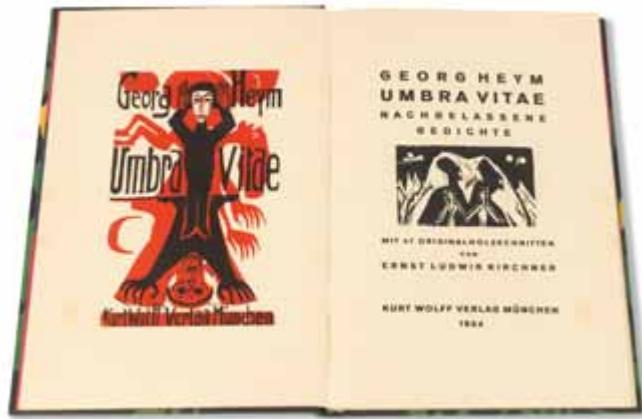 Georg Heym
Umbra Vitae
Kurt Wolff Verlag München
GEORG HEYM
UMBRA VITAE
NACHGELASSENE
GEDICHTE
MIT 47 ORIGINALHOLZSCHNITTEN
VON
ERNST LUDWIG KIRCHNER
KURT WOLFF VERLAG MÜNCHEN
1924